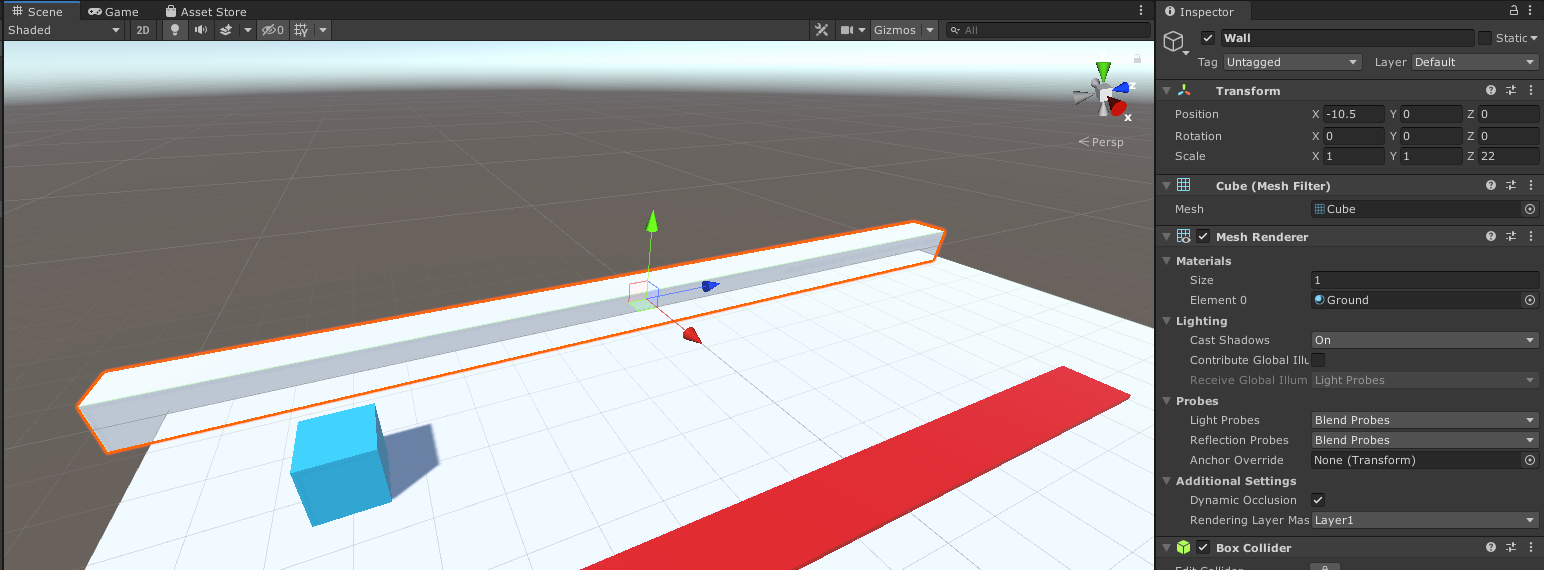 Scene Game Asset Store
Shaded 2D 0 Gizmos All
z
x
Persp
Inspector
Wall Static
Tag Untagged Layer Default
Transform
Position X -10.5 Y 0 Z 0
Rotation X 0 Y 0 Z 0
Scale X 1 Y 1 Z 22
Cube (Mesh Filter)
Mesh Cube
Mesh Renderer
Materials
Size 1
Element 0 Ground
Lighting
Cast Shadows On
Contribute Global Illu
Receive Global Illum Light Probes
Probes
Light Probes Blend Probes
Reflection Probes Blend Probes
Anchor Override None (Transform)
Additional Settings
Dynamic Occlusion
Rendering Layer Mas Layer1
Box Collider
Edit Collider